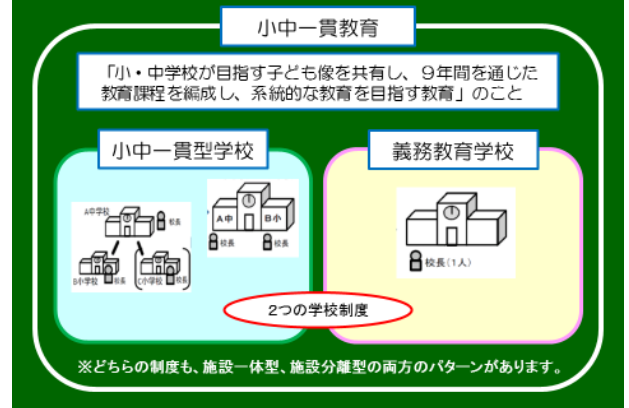 小中一貫教育
「小・中学校が目指す子ども像を共有し、９年間を通じた
教育課程を編成し、系統的な教育を目指す教育」のこと
小中一貫型学校
A中学校
校長
B小学校
校長
C小学校
校長
A中
B小
校長
校長
義務教育学校
校長(1人)
2つの学校制度
※どちらの制度も、施設一体型、施設分離型の両方のパターンがあります。